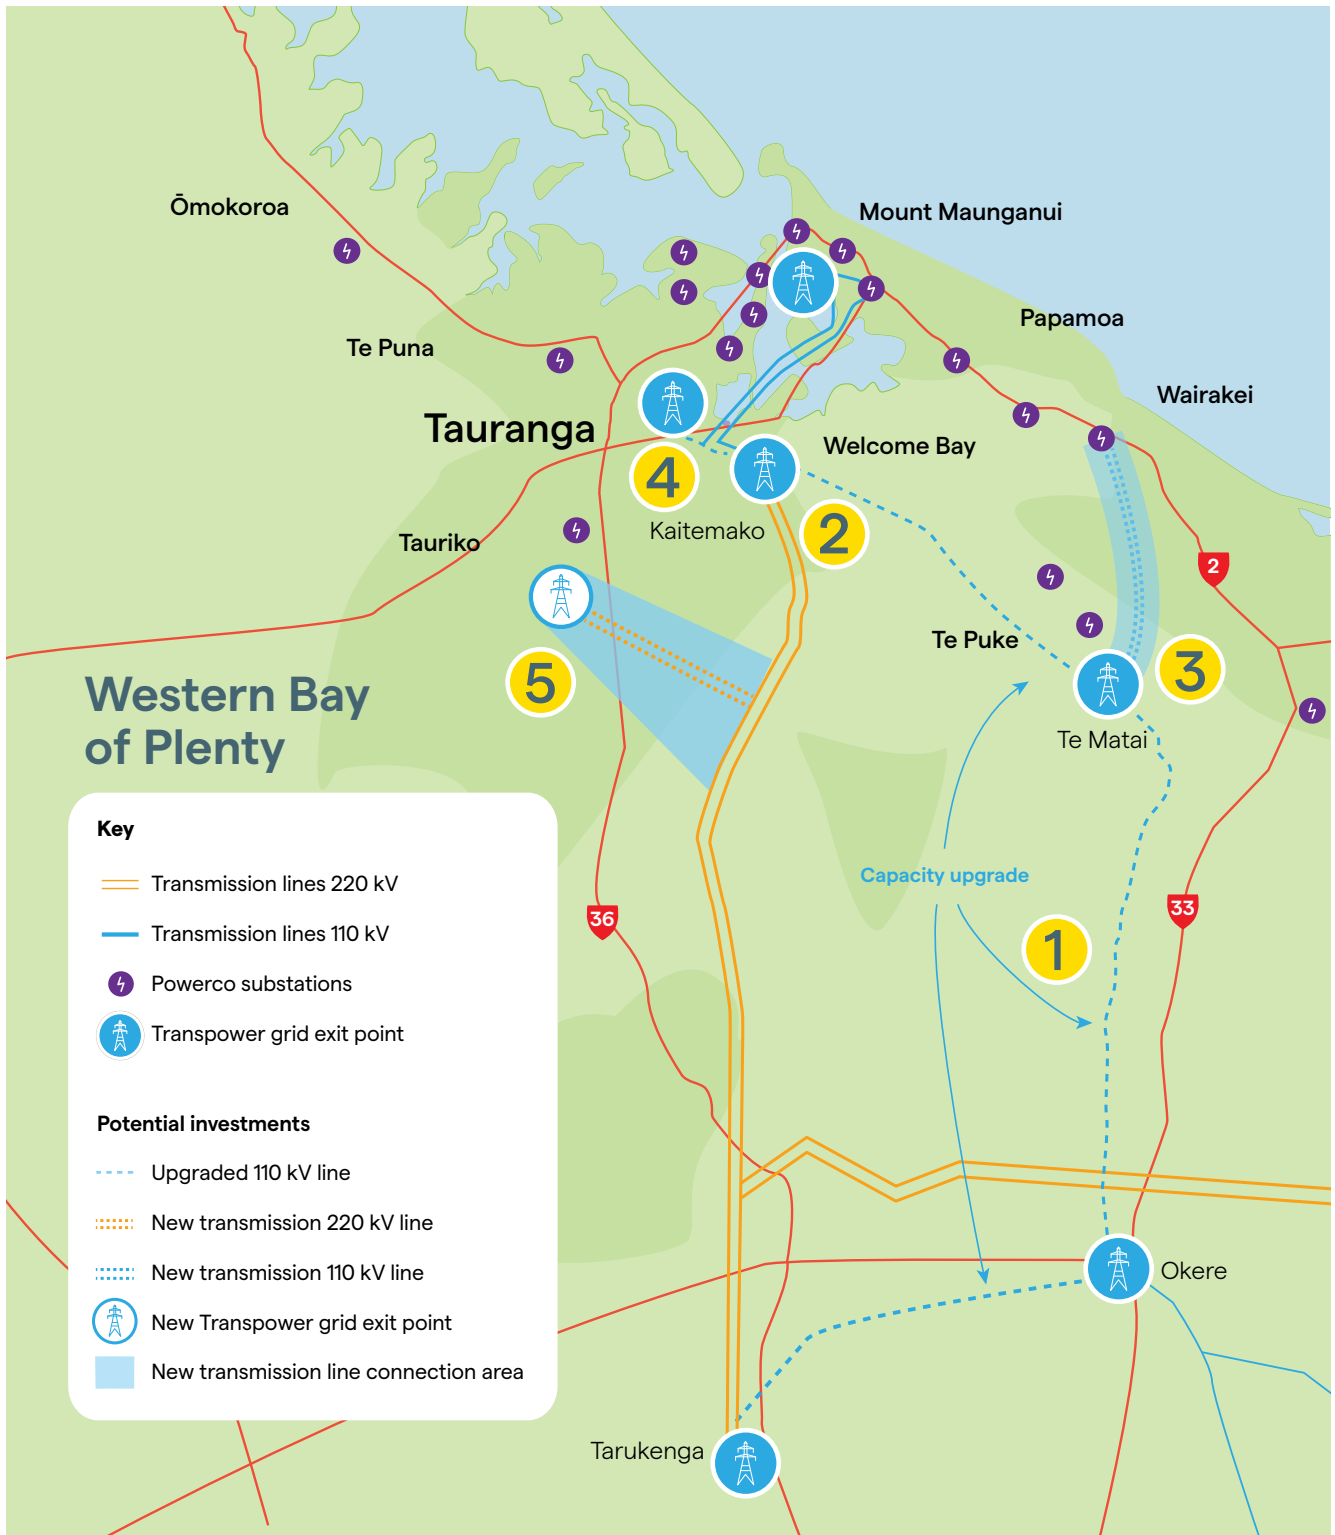 Ōmokoroa
Mount Maunganui
Papamoa
Te Puna
Wairakei
Tauranga
Welcome Bay
4
Kaitemako
2
Tauriko
2
Te Puke
3
5
Western Bay
of Plenty
Te Matai
Key
Transmission lines 220 kV
Transmission lines 110 kV
Powerco substations
Transpower grid exit point
Potential investments
Upgraded 110 kV line
New transmission 220 kV line
New transmission 110 kV line
New Transpower grid exit point
New transmission line connection area
Capacity upgrade
36
33
1
Okere
Tarukenga